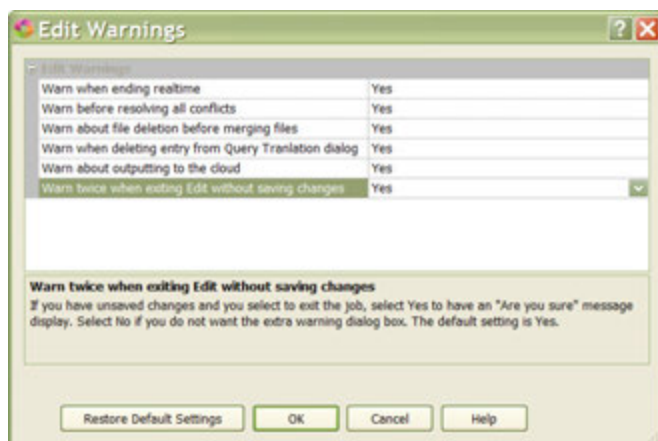 Edit Warnings
Edit Warnings
Warn when ending realtime Yes
Warn before resolving all conflicts Yes
Warn about file deletion before merging files Yes
Warn when deleting entry from Query Tranlation dialog Yes
Warn about outputting to the cloud Yes
Warn twice when exiting Edit without saving changes Yes
Warn twice when exiting Edit without saving changes
If you have unsaved changes and you select to exit the job, select Yes to have an "Are you sure" message
display. Select No if you do not want the extra warning dialog box. The default setting is Yes.
Restore Default Settings OK Cancel Help